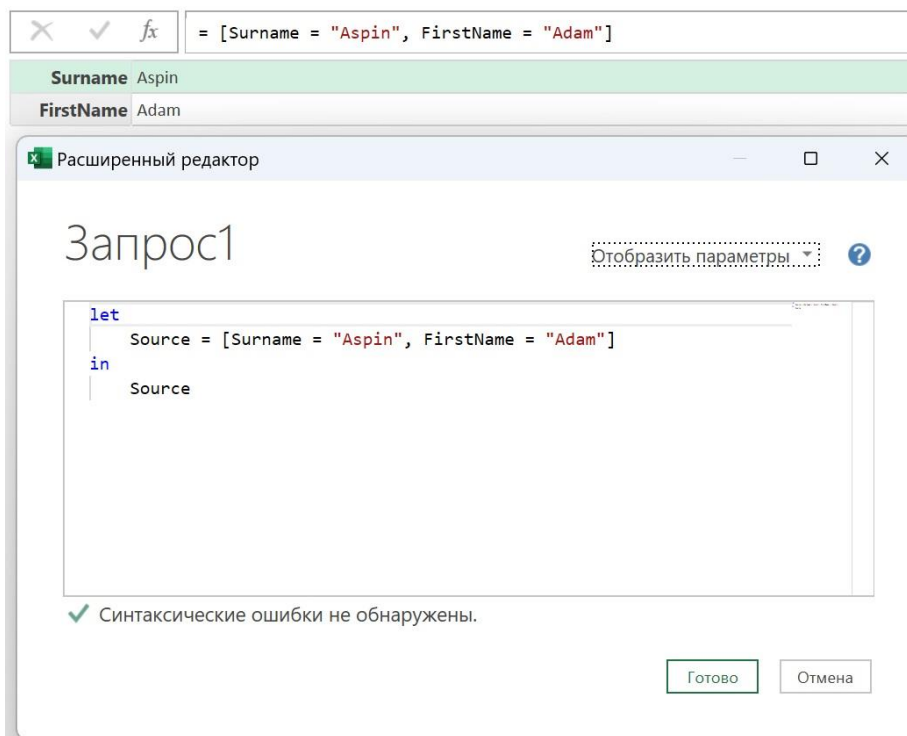 fx = [Surname = "Aspin", FirstName = "Adam"]
Surname Aspin
FirstName Adam
Расширенный редактор
Запрос1
Отобразить параметры
?
let
Source = [Surname = "Aspin", FirstName = "Adam"]
in
Source
Синтаксические ошибки не обнаружены.
Готово Отмена